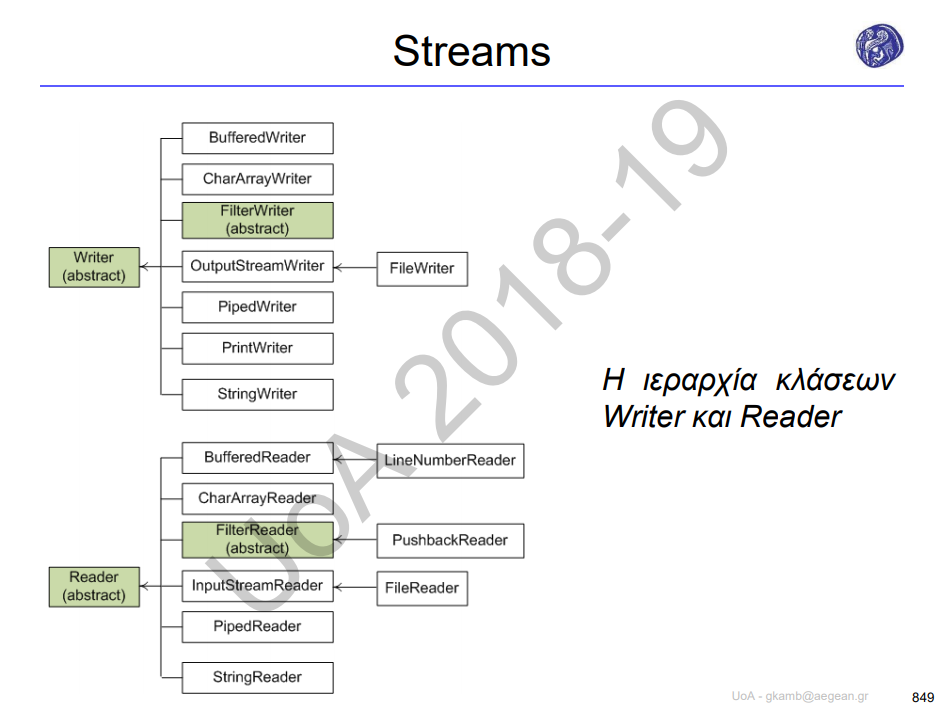 Streams
BufferedWriter
CharArrayWriter
FilterWriter
(abstract)
Writer
(abstract)
OutputStreamWriter
FileWriter
PipedWriter
PrintWriter
StringWriter
Η ιεραρχία κλάσεων
Writer και Reader
BufferedReader
LineNumberReader
CharArrayReader
FilterReader
(abstract)
PushbackReader
Reader
(abstract)
InputStreamReader
FileReader
PipedReader
StringReader
UoA 2018-19
UoA - gkamb@aegean.gr
849